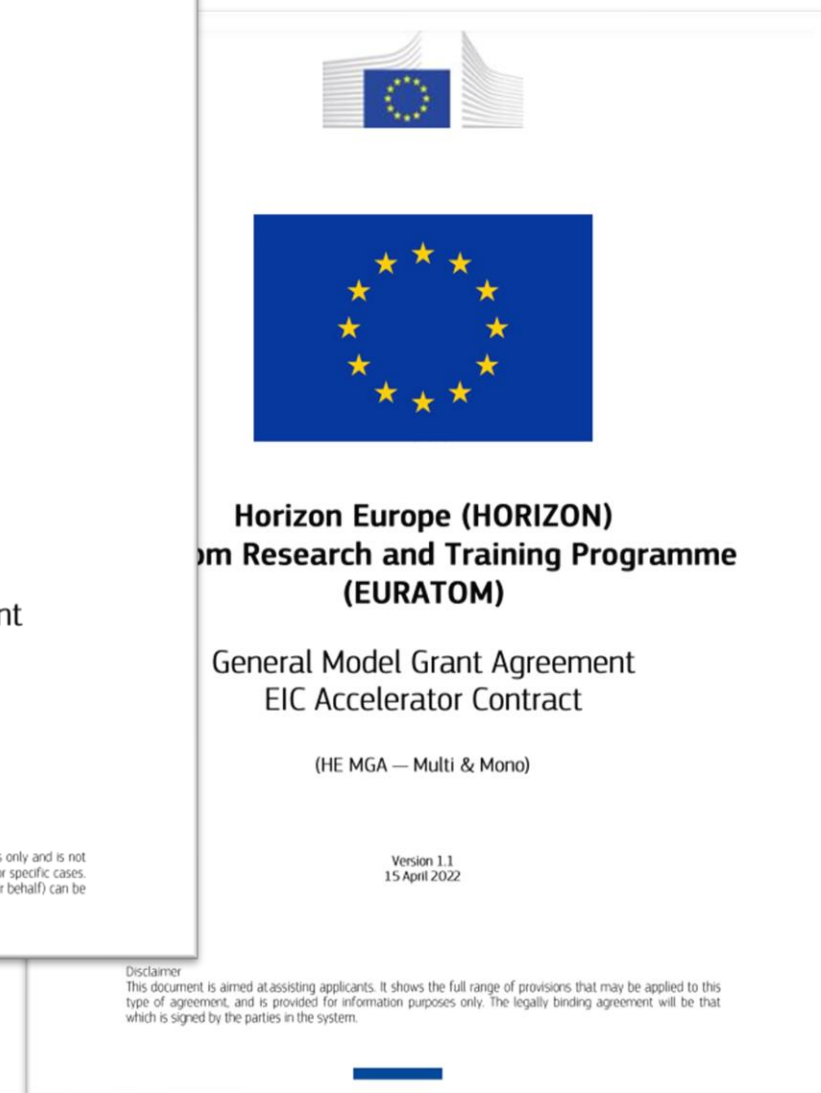 Horizon Europe (HORIZON)
om Research and Training Programme
(EURATOM)
nt
General Model Grant Agreement
EIC Accelerator Contract
(HE MGA — Multi & Mono)
s only and is not
or specific cases.
r behalf) can be
Version 1.1
15 April 2022
Disclaimer
This document is aimed at assisting applicants. It shows the full range of provisions that may be applied to this
type of agreement, and is provided for information purposes only. The legally binding agreement will be that
which is signed by the parties in the system.